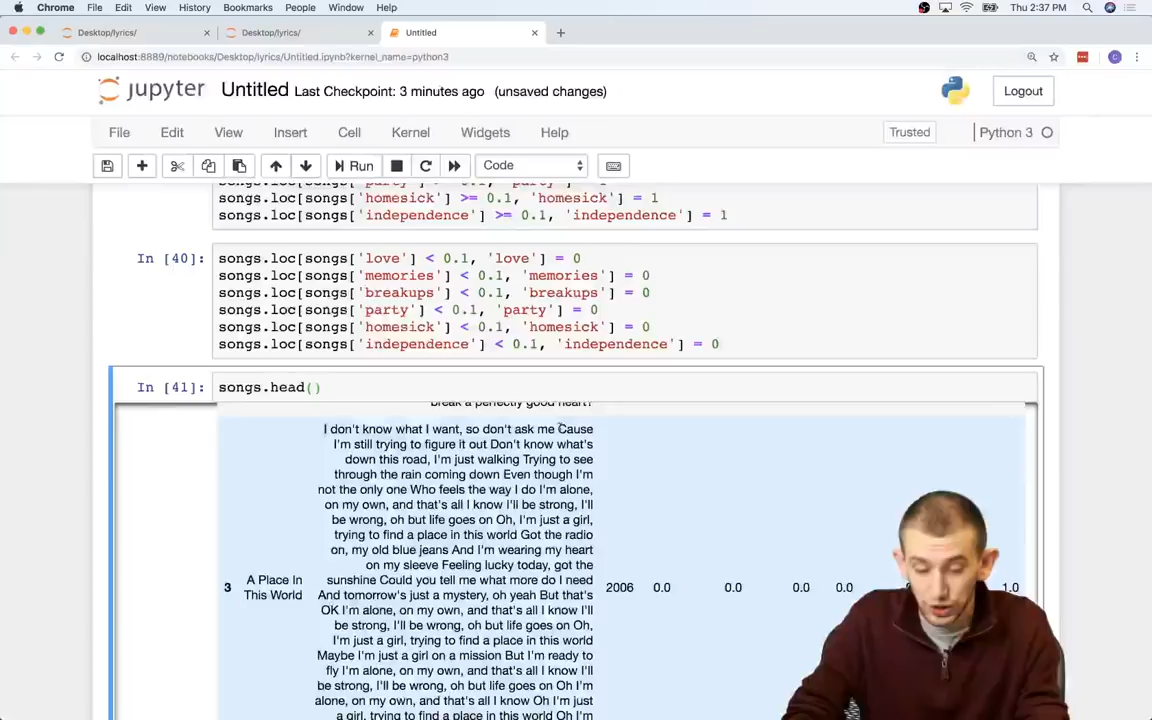 Chrome File Edit View History Bookmarks People Window Help Thu 2:37 PM
Desktop/lyrics/ Desktop/lyrics/ Untitled
localhost:8889/notebooks/Desktop/lyrics/Untitled.ipynb?kernel_name=python3
jupyter Untitled Last Checkpoint: 3 minutes ago (unsaved changes) Logout
File Edit View Insert Cell Kernel Widgets Help Trusted Python 3
Run Code
songs.loc[songs['homesick'] >= 0.1, 'homesick'] = 1
songs.loc[songs['independence'] >= 0.1, 'independence'] = 1
In [40]: songs.loc[songs['love'] < 0.1, 'love'] = 0
songs.loc[songs['memories'] < 0.1, 'memories'] = 0
songs.loc[songs['breakups'] < 0.1, 'breakups'] = 0
songs.loc[songs['party'] < 0.1, 'party'] = 0
songs.loc[songs['homesick'] < 0.1, 'homesick'] = 0
songs.loc[songs['independence'] < 0.1, 'independence'] = 0
In [41]: songs.head()
break a perfectly good heart?
I don't know what I want, so don't ask me Cause
I'm still trying to figure it out Don't know what's
down this road, I'm just walking Trying to see
through the rain coming down Even though I'm
not the only one Who feels the way I do I'm alone,
on my own, and that's all I know I'll be strong, I'll
be wrong, oh but life goes on Oh, I'm just a girl,
trying to find a place in this world Got the radio
on, my old blue jeans And I'm wearing my heart
on my sleeve Feeling lucky today, got the
sunshine Could you tell me what more do I need
3 A Place In This World 2006 0.0 0.0 0.0 0.0 1.0
And tomorrow's just a mystery, oh yeah But that's
OK I'm alone, on my own, and that's all I know I'll
be strong, I'll be wrong, oh but life goes on Oh,
I'm just a girl, trying to find a place in this world
Maybe I'm just a girl on a mission But I'm ready to
fly I'm alone, on my own, and that's all I know I'll
be strong, I'll be wrong, oh but life goes on Oh I'm
alone, on my own, and that's all I know Oh I'm just
a girl, trying to find a place in this world Oh I'm